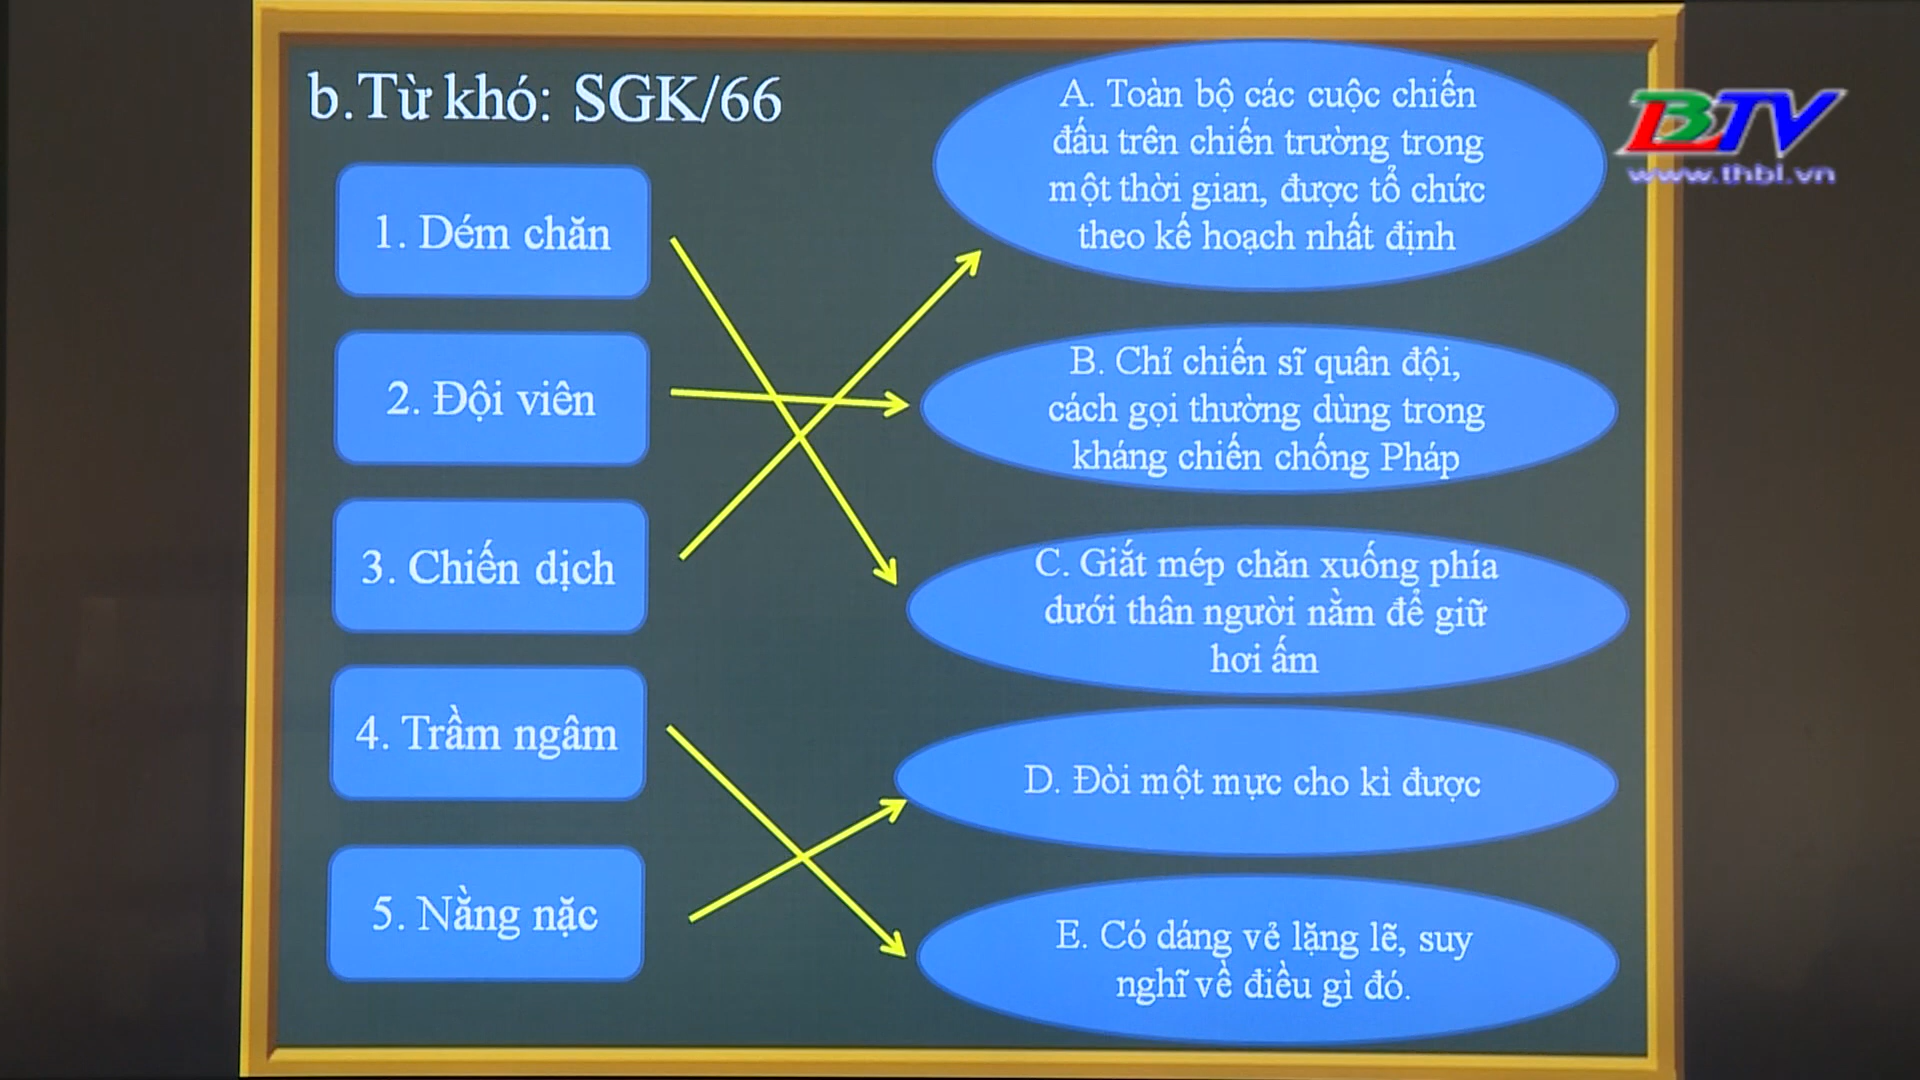 b. Từ khó: SGK/66
1. Dém chăn
2. Đội viên
3. Chiến dịch
4. Trầm ngâm
5. Nằng nặc
A. Toàn bộ các cuộc chiến
đấu trên chiến trường trong
một thời gian, được tổ chức
theo kế hoạch nhất định
B. Chỉ chiến sĩ quân đội,
cách gọi thường dùng trong
kháng chiến chống Pháp
C. Giắt mép chăn xuống phía
dưới thân người nằm để giữ
hơi ấm
D. Đòi một mực cho kì được
E. Có dáng vẻ lặng lẽ, suy
nghĩ về điều gì đó.
BTV
www.thbl.vn